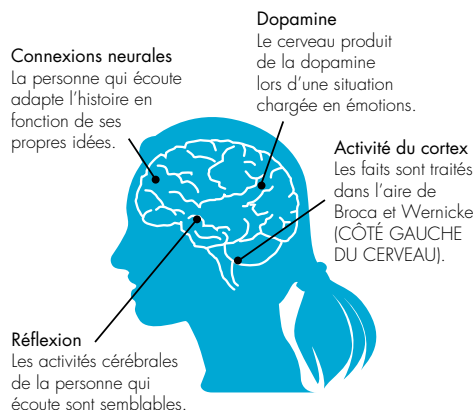 Dopamine
Le cerveau produit
de la dopamine
lors d'une situation
chargée en émotions.
Connexions neurales
La personne qui écoute
adapte l'histoire en
fonction de ses
propres idées.
Activité du cortex
Les faits sont traités
dans l'aire de
Broca et Wernicke
(CÔTÉ GAUCHE
DU CERVEAU).
Réflexion
Les activités cérébrales
de la personne qui
écoute sont semblables.